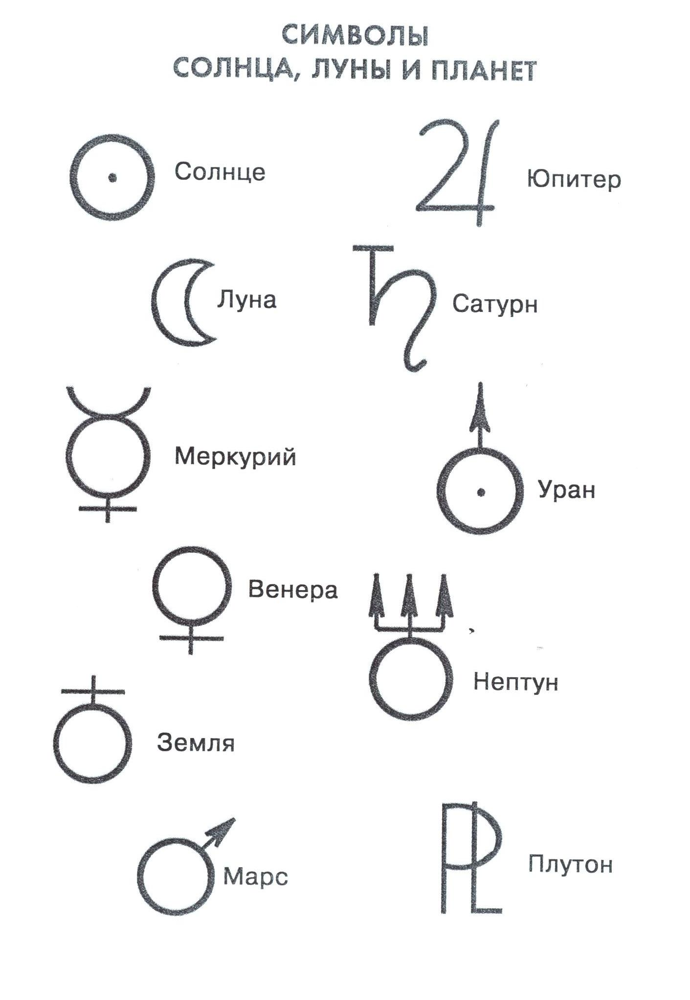 СИМВОЛЫ
СОЛНЦА, ЛУНЫ И ПЛАНЕТ
Солнце
Юпитер
Луна
Сатурн
Меркурий
Уран
Венера
Нептун
Земля
Марс
Плутон